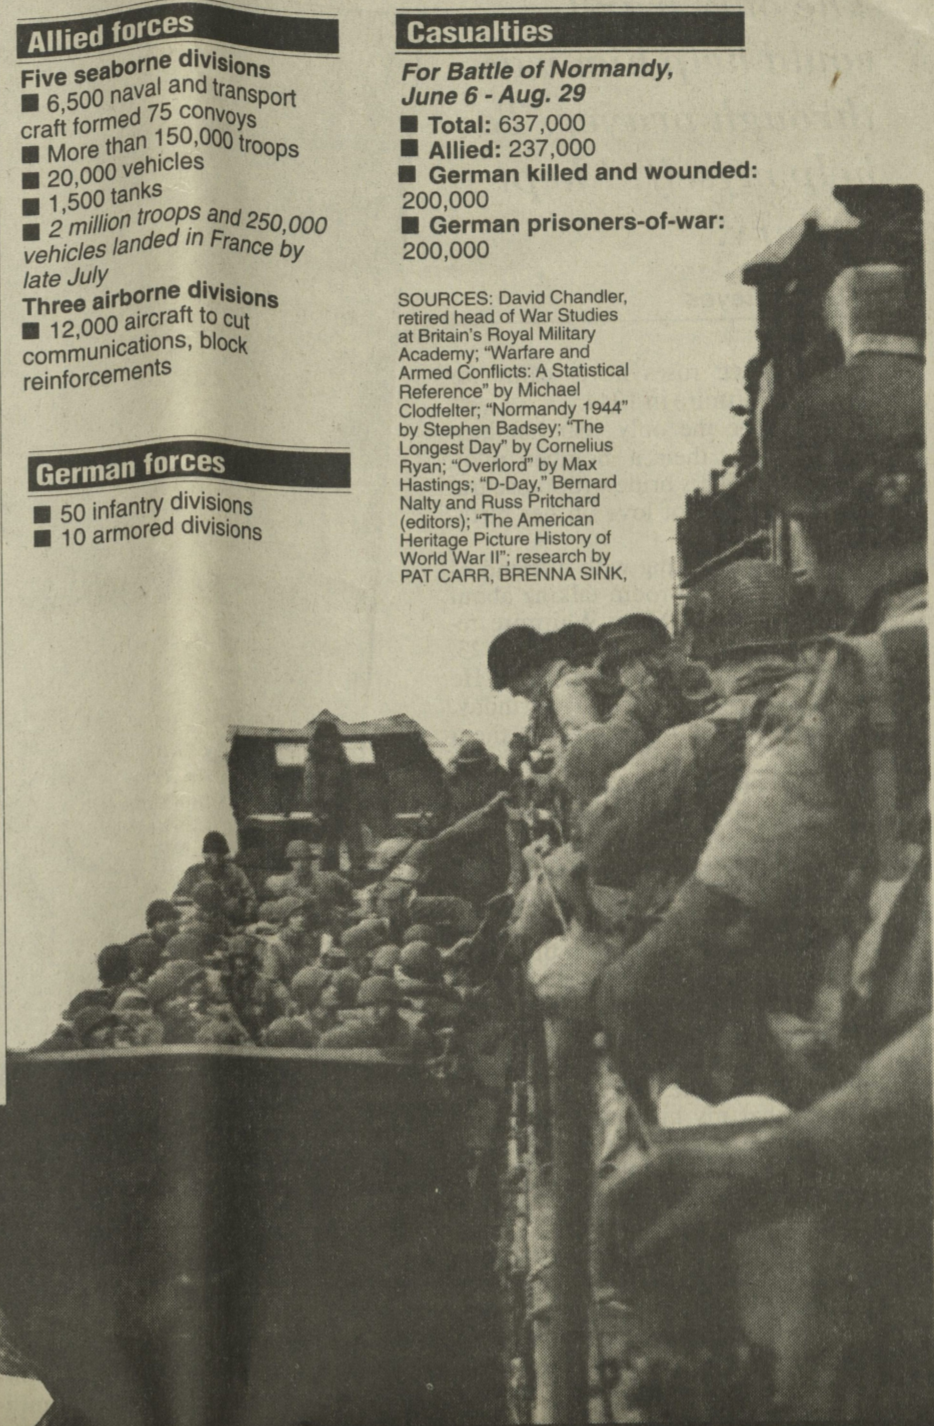 Allied forces
Five seaborne divisions
■ 6,500 naval and transport
craft formed 75 convoys
■ More than 150,000 troops
■ 20,000 vehicles
■ 1,500 tanks
■ 2 million troops and 250,000
vehicles landed in France by
late July
Three airborne divisions
■ 12,000 aircraft to cut
communications, block
reinforcements
German forces
■ 50 infantry divisions
■ 10 armored divisions
Casualties
For Battle of Normandy,
June 6 - Aug. 29
■ Total: 637,000
■ Allied: 237,000
■ German killed and wounded:
200,000
■ German prisoners-of-war:
200,000
SOURCES: David Chandler,
retired head of War Studies
at Britain's Royal Military
Academy; “Warfare and
Armed Conflicts: A Statistical
Reference” by Michael
Clodfelter; “Normandy 1944”
by Stephen Badsey; “The
Longest Day” by Cornelius
Ryan; “Overlord” by Max
Hastings; “D-Day,” Bernard
Nalty and Russ Pritchard
(editors); “The American
Heritage Picture History of
World War II”; research by
PAT CARR, BRENNA SINK,